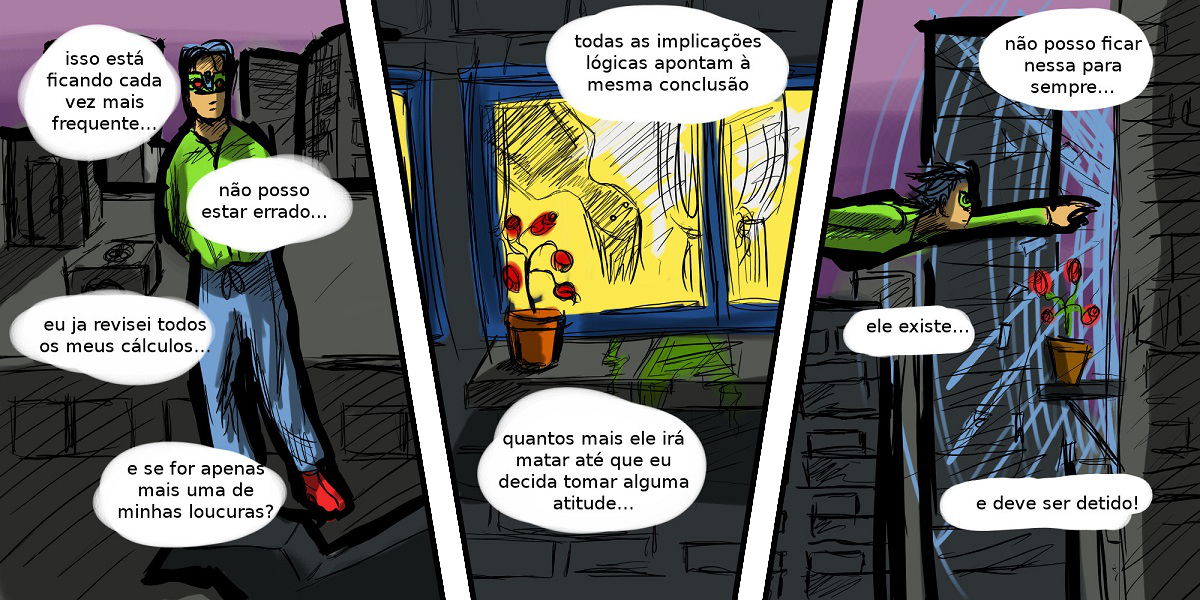 isso está
ficando cada
vez mais
frequente...
não posso
estar errado...
eu ja revisei todos
os meus cálculos...
e se for apenas
mais uma de
minhas loucuras?
todas as implicações
lógicas apontam à
mesma conclusão
quantos mais ele irá
matar até que eu
decida tomar alguma
atitude...
não posso ficar
nessa para
sempre...
ele existe...
e deve ser detido!